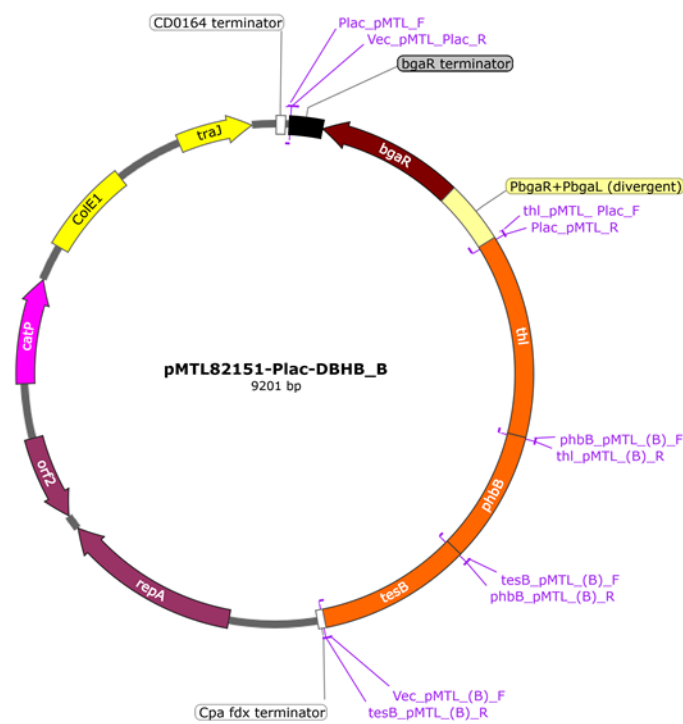 CD0164 terminator
Plac_pMTL_F
Vec_pMTL_Plac_R
bgaR terminator
traJ
bgaR
ColE1
PbgaR+PbgaL (divergent)
thl_pMTL_ Plac_F
Plac_pMTL_R
catP
thl
pMTL82151-Plac-DBHB_B
9201 bp
phbB_pMTL_(B)_F
thl_pMTL_(B)_R
orf2
phbB
tesB_pMTL_(B)_F
phbB_pMTL_(B)_R
repA
tesB
Vec_pMTL_(B)_F
Cpa fdx terminator
tesB_pMTL_(B)_R